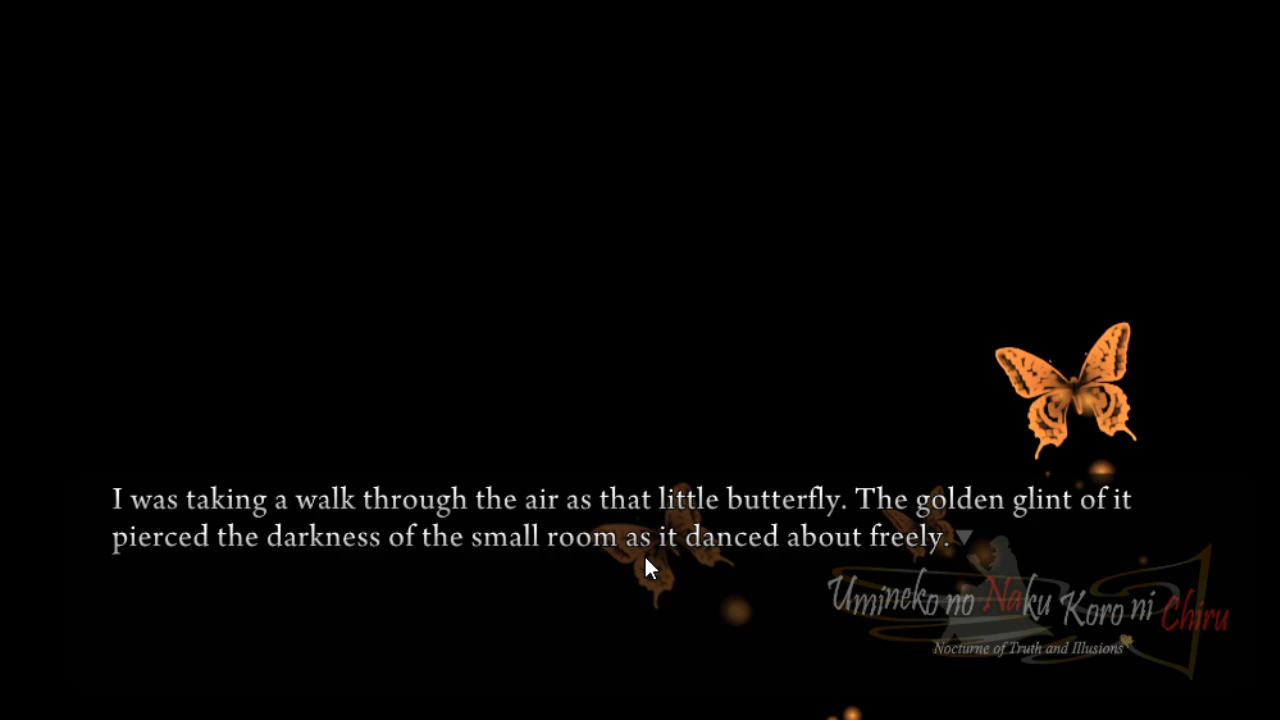 I was taking a walk through the air as that little butterfly. The golden glint of it
pierced the darkness of the small room as it danced about freely.
Umineko no Naku Koro ni Chiru
Nocturne of Truth and Illusions